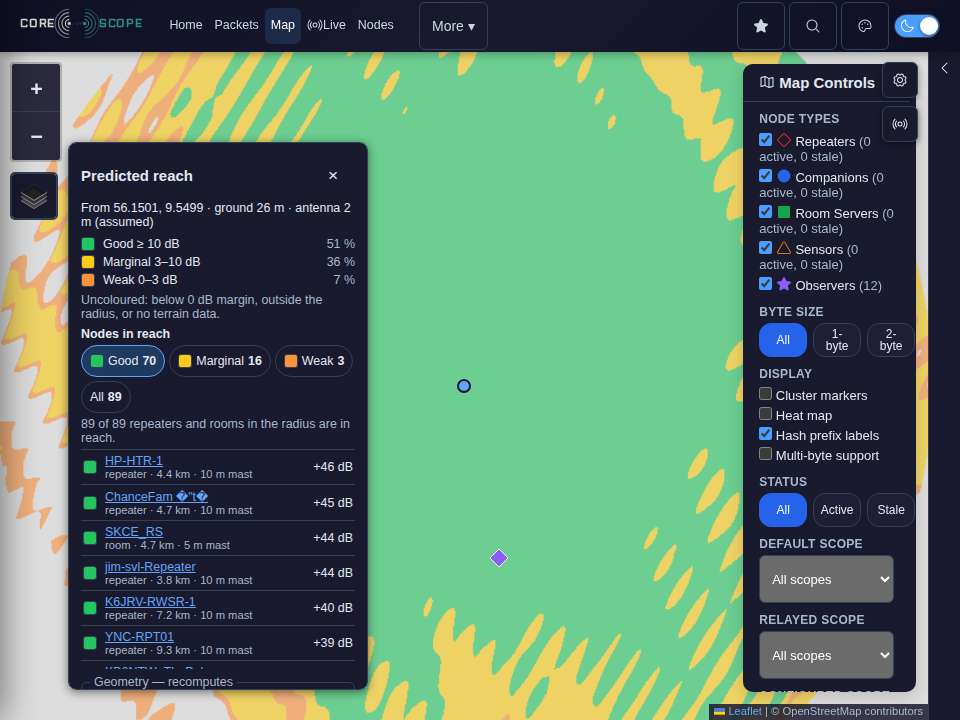 CORE SCOPE
Home Packets Map Live Nodes More ▾
+
−
Predicted reach ×
From 56.1501, 9.5499 · ground 26 m · antenna 2
m (assumed)
Good ≥ 10 dB 51 %
Marginal 3–10 dB 36 %
Weak 0–3 dB 7 %
Uncoloured: below 0 dB margin, outside the
radius, or no terrain data.
Nodes in reach
Good 70 Marginal 16 Weak 3
All 89
89 of 89 repeaters and rooms in the radius are in
reach.
HP-HTR-1
repeater · 4.4 km · 10 m mast +46 dB
ChanceFam �"t�
repeater · 4.7 km · 10 m mast +45 dB
SKCE_RS
room · 4.7 km · 5 m mast +44 dB
jim-svl-Repeater
repeater · 3.8 km · 10 m mast +44 dB
K6JRV-RWSR-1
repeater · 7.2 km · 10 m mast +40 dB
YNC-RPT01
repeater · 9.3 km · 10 m mast +39 dB
Geometry — recomputes
Map Controls
NODE TYPES
Repeaters (0
active, 0 stale)
Companions (0
active, 0 stale)
Room Servers (0
active, 0 stale)
Sensors (0
active, 0 stale)
Observers (12)
BYTE SIZE
All 1-
byte 2-
byte
DISPLAY
Cluster markers
Heat map
Hash prefix labels
Multi-byte support
STATUS
All Active Stale
DEFAULT SCOPE
All scopes
RELAYED SCOPE
All scopes
Leaflet | © OpenStreetMap contributors